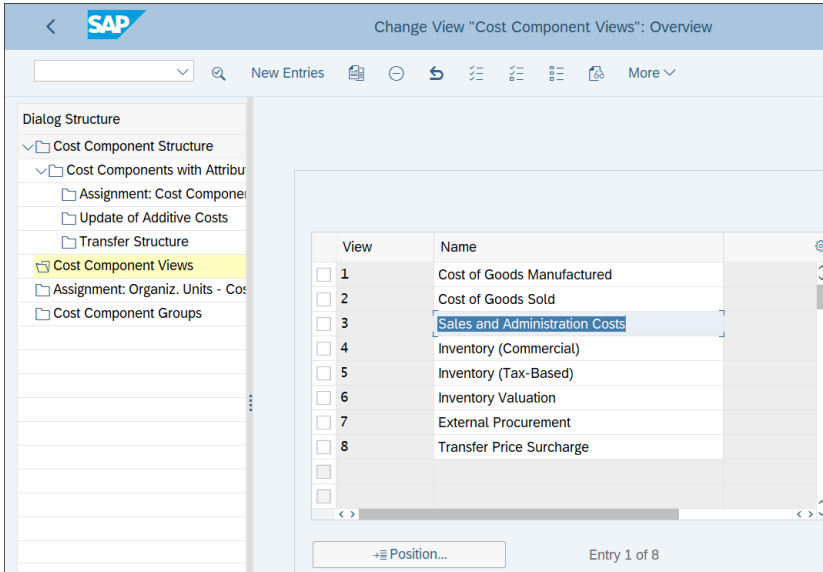 SAP
Change View "Cost Component Views": Overview
New Entries
More
Dialog Structure
Cost Component Structure
Cost Components with Attribu
Assignment: Cost Compone
Update of Additive Costs
Transfer Structure
Cost Component Views
Assignment: Organiz. Units - Cos
Cost Component Groups
View Name
1 Cost of Goods Manufactured
2 Cost of Goods Sold
3 Sales and Administration Costs
4 Inventory (Commercial)
5 Inventory (Tax-Based)
6 Inventory Valuation
7 External Procurement
8 Transfer Price Surcharge
Position...
Entry 1 of 8